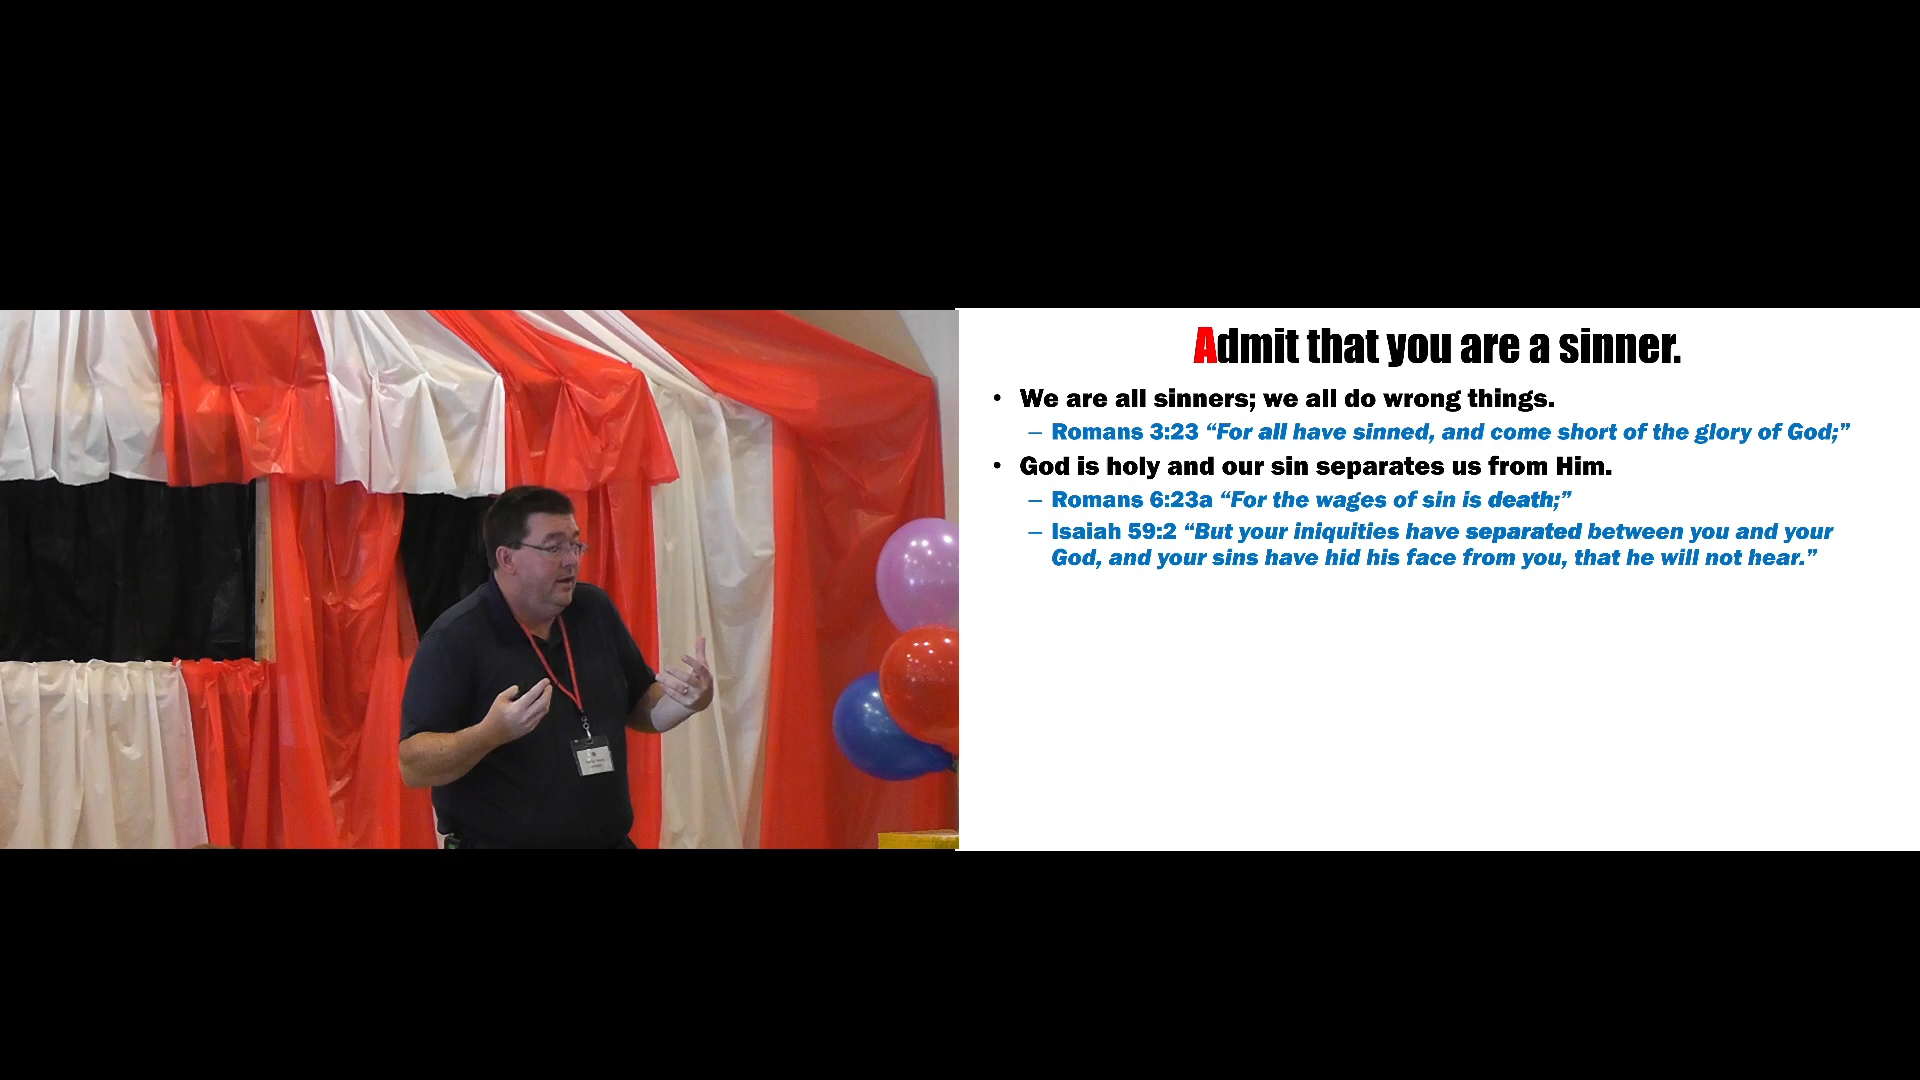 Admit that you are a sinner.
• We are all sinners; we all do wrong things.
– Romans 3:23 “For all have sinned, and come short of the glory of God;”
• God is holy and our sin separates us from Him.
– Romans 6:23a “For the wages of sin is death;”
– Isaiah 59:2 “But your iniquities have separated between you and your
God, and your sins have hid his face from you, that he will not hear.”